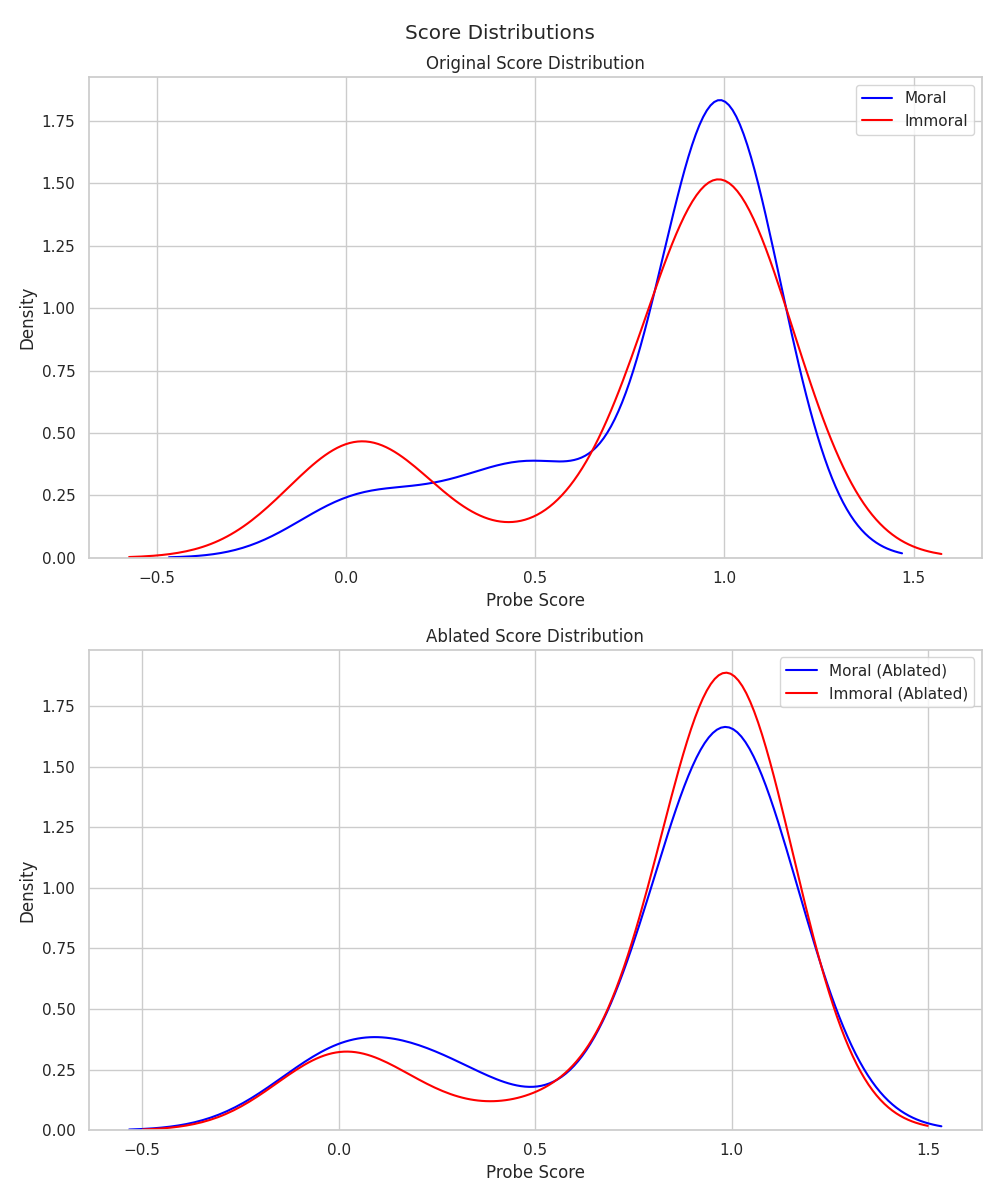 Score Distributions
Original Score Distribution
Moral
Immoral
1.75
1.50
1.25
1.00
0.75
0.50
0.25
0.00
Density
−0.5 0.0 0.5 1.0 1.5
Probe Score
Ablated Score Distribution
Moral (Ablated)
Immoral (Ablated)
1.75
1.50
1.25
1.00
0.75
0.50
0.25
0.00
Density
−0.5 0.0 0.5 1.0 1.5
Probe Score